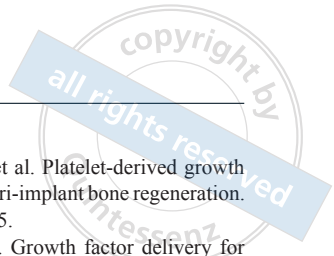 copyright by
all rights reserved
Quintessenz
et al. Platelet-derived growth
ri-implant bone regeneration.
5.
. Growth factor delivery for